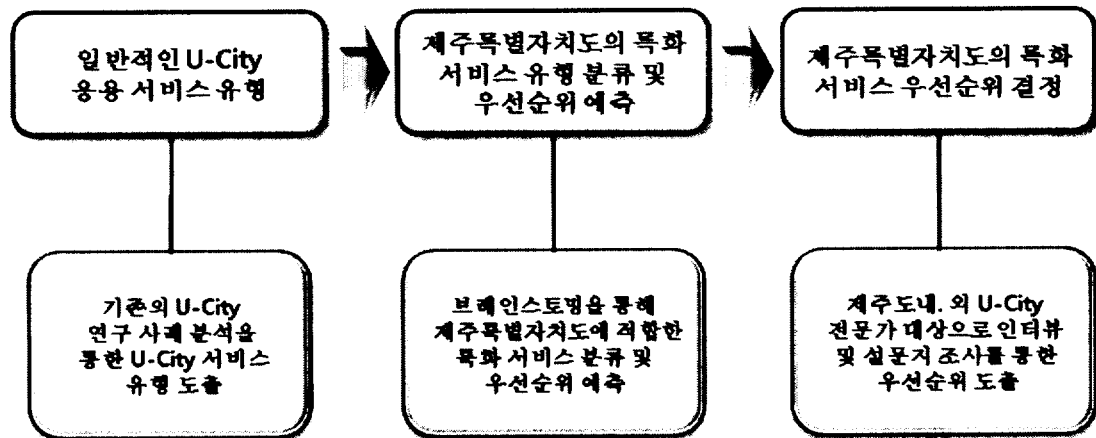 일반적인 U-City
응용 서비스 유형
제주특별자치도의 특화
서비스 유형 분류 및
우선순위 예측
제주특별자치도의 특화
서비스 우선순위 결정
기존의 U-City
연구 사례 분석을
통한 U-City 서비스
유형 도출
브레인스토밍을 통해
제주특별자치도에 적합한
특화 서비스 분류 및
우선순위 예측
제주도내. 외 U-City
전문가 대상으로 인터뷰
및 설문지 조사를 통한
우선순위 도출